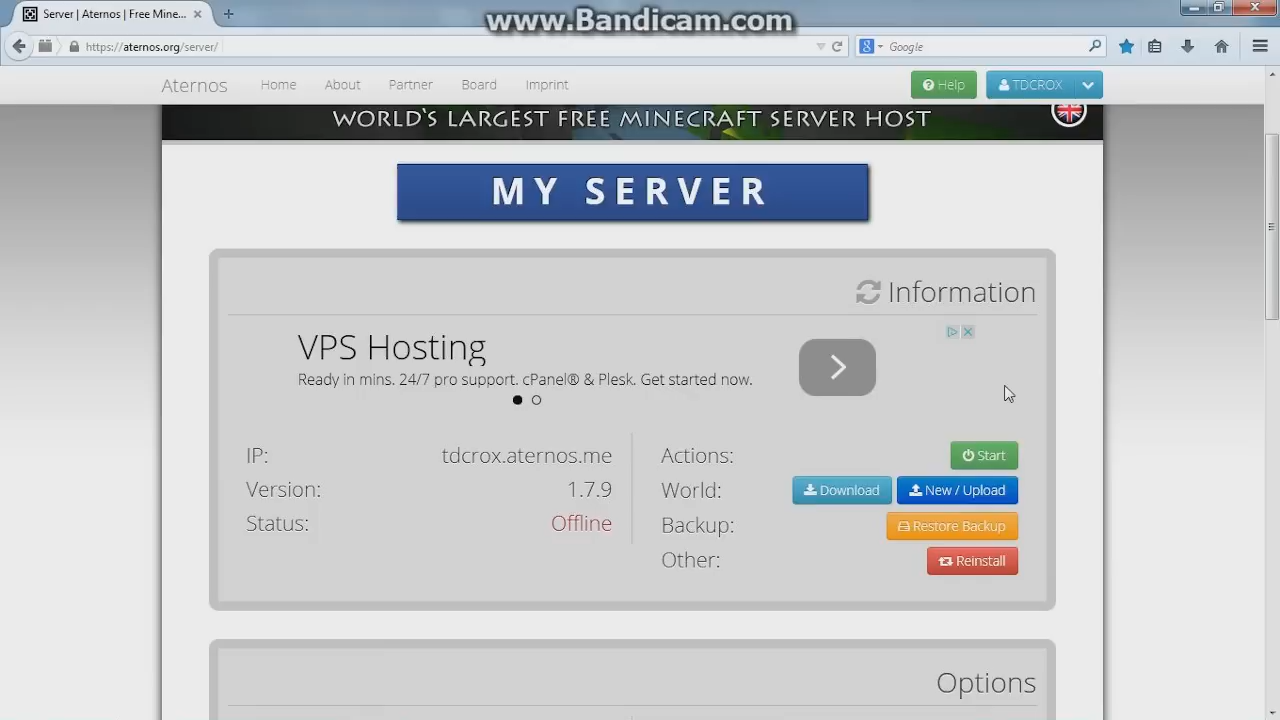 www.Bandicam.com
Server | Aternos | Free Mine...
https://aternos.org/server/
Google
Aternos Home About Partner Board Imprint Help TDCROX
WORLD'S LARGEST FREE MINECRAFT SERVER HOST
MY SERVER
Information
VPS Hosting
Ready in mins. 24/7 pro support. cPanel® & Plesk. Get started now.
IP: tdcrox.aternos.me
Version: 1.7.9
Status: Offline
Actions: Start
World: Download New / Upload
Backup: Restore Backup
Other: Reinstall
Options